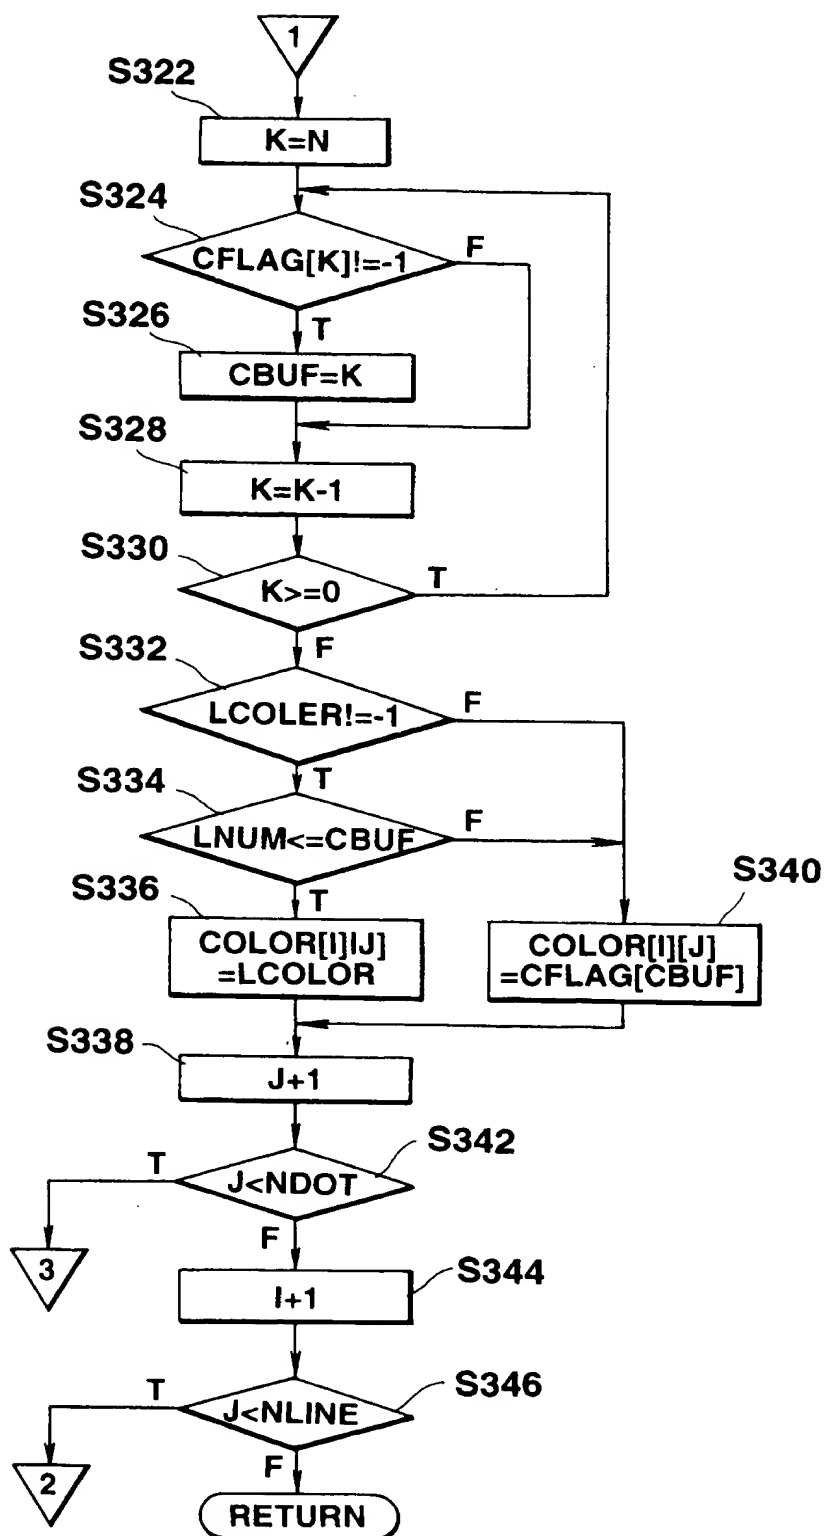 1
S322
K=N
S324
CFLAG[K]!=-1
F
S326
T
CBUF=K
S328
K=K-1
S330
K>=0
T
F
S332
LCOLER!=-1
F
S334
T
LNUM<=CBUF
F
S340
S336
T
COLOR[I]IJ]
=LCOLOR
COLOR[I][J]
=CFLAG[CBUF]
S338
J+1
S342
T
J<NDOT
F
3
S344
I+1
S346
T
J<NLINE
2
F
RETURN